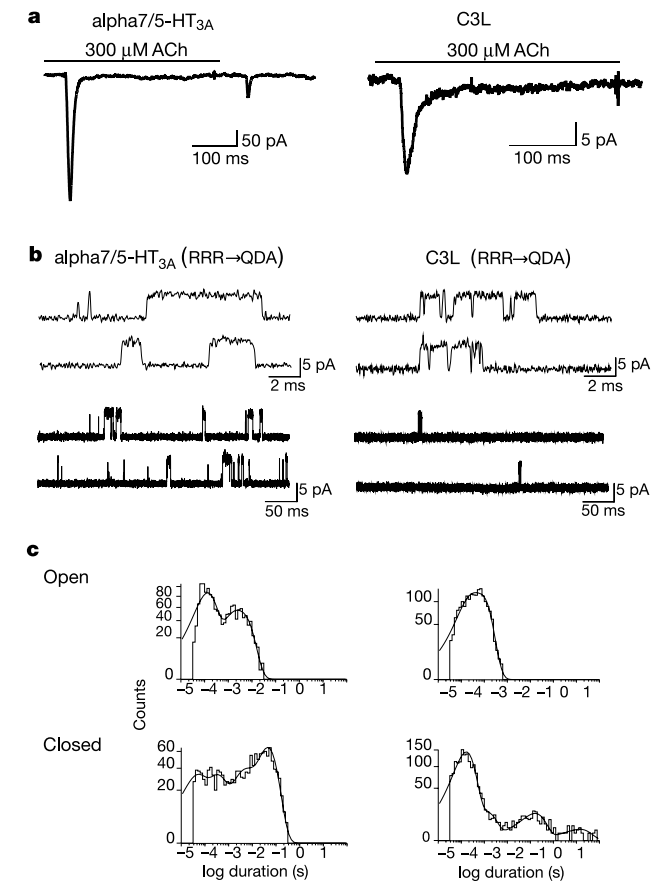 a
alpha7/5-HT3A
C3L
300 μM ACh
300 μM ACh
50 pA
100 ms
5 pA
100 ms
b alpha7/5-HT3A (RRR→QDA)
C3L (RRR→QDA)
5 pA
2 ms
5 pA
2 ms
5 pA
50 ms
5 pA
50 ms
c
Open
80
60
40
20
0
–5 –4 –3 –2 –1 0 1
100
50
0
–5 –4 –3 –2 –1 0 1
Counts
Closed
60
40
20
0
–5 –4 –3 –2 –1 0 1
log duration (s)
150
100
50
0
–5 –4 –3 –2 –1 0 1
log duration (s)